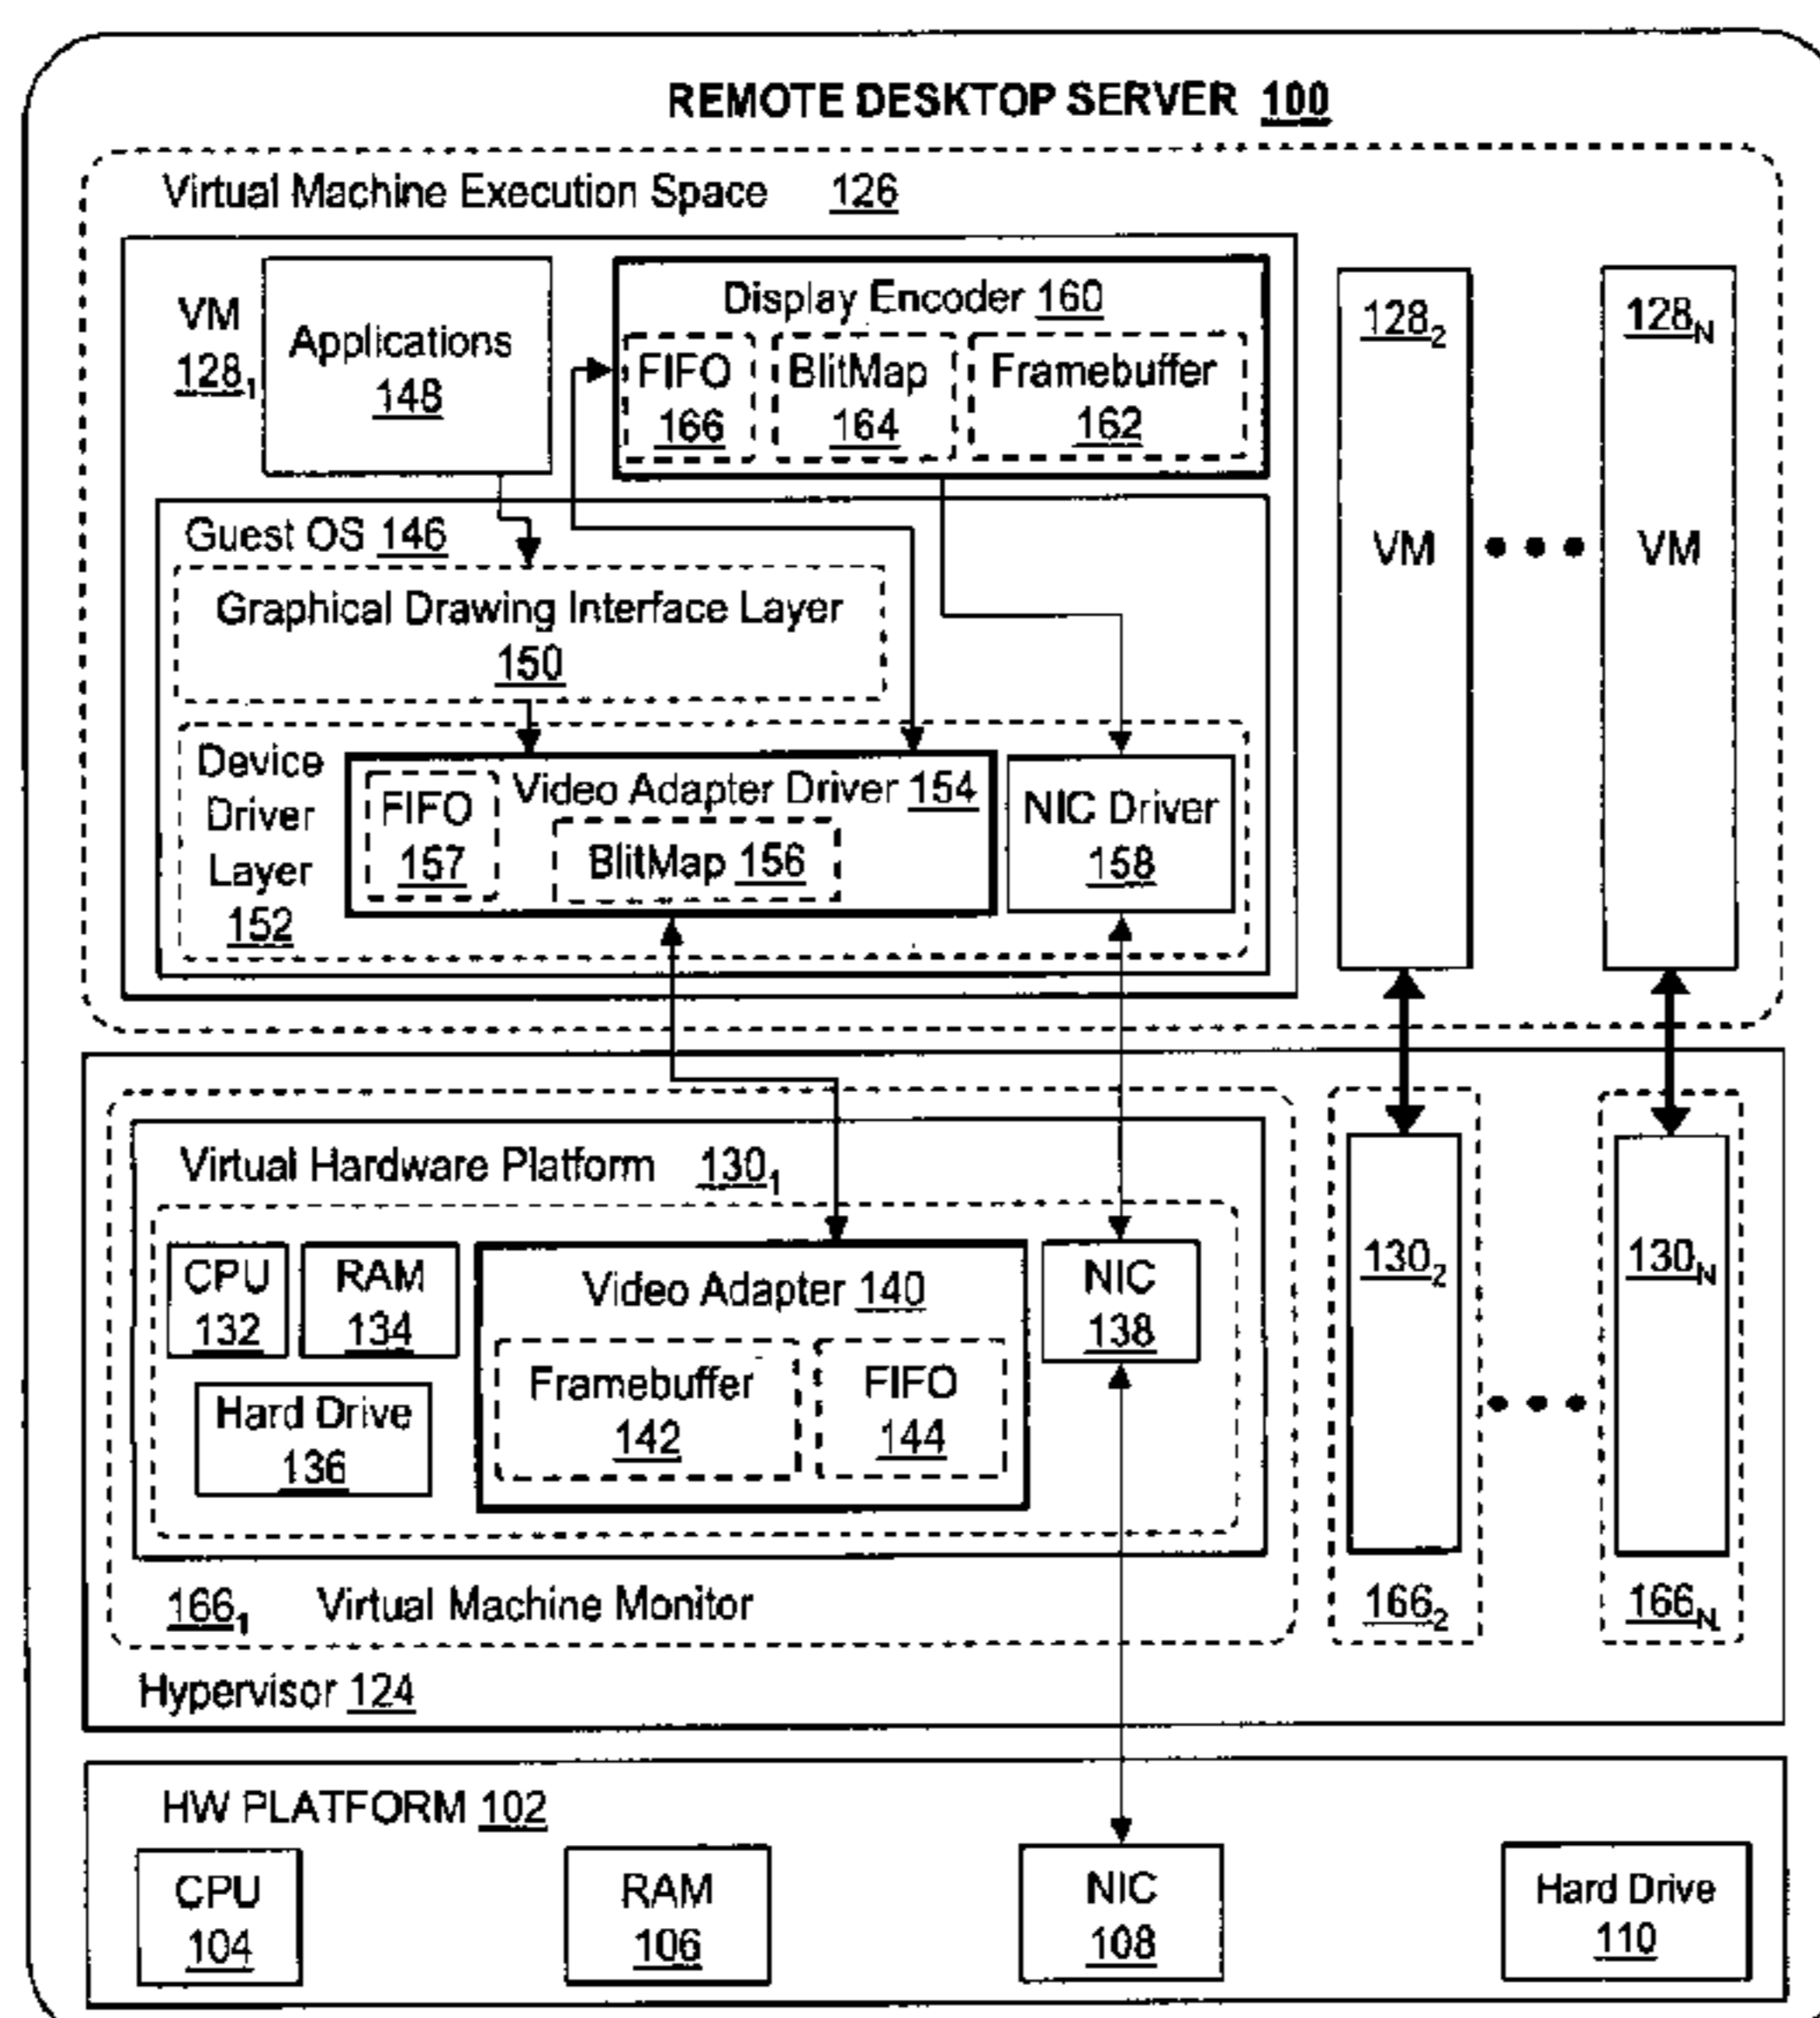 REMOTE DESKTOP SERVER 100
Virtual Machine Execution Space 126
VM
128₁
Applications
148
Display Encoder 160
FIFO
166
BlitMap
164
Framebuffer
162
128₂
VM
128N
VM
Guest OS 146
Graphical Drawing Interface Layer
150
Device
Driver
Layer
152
Video Adapter Driver 154
FIFO
157
BlitMap 156
NIC Driver
158
Virtual Hardware Platform 130₁
CPU
132
RAM
134
Hard Drive
136
Video Adapter 140
Framebuffer
142
FIFO
144
NIC
138
130₂
130N
166₁ Virtual Machine Monitor
166₂
166N
Hypervisor 124
HW PLATFORM 102
CPU
104
RAM
106
NIC
108
Hard Drive
110